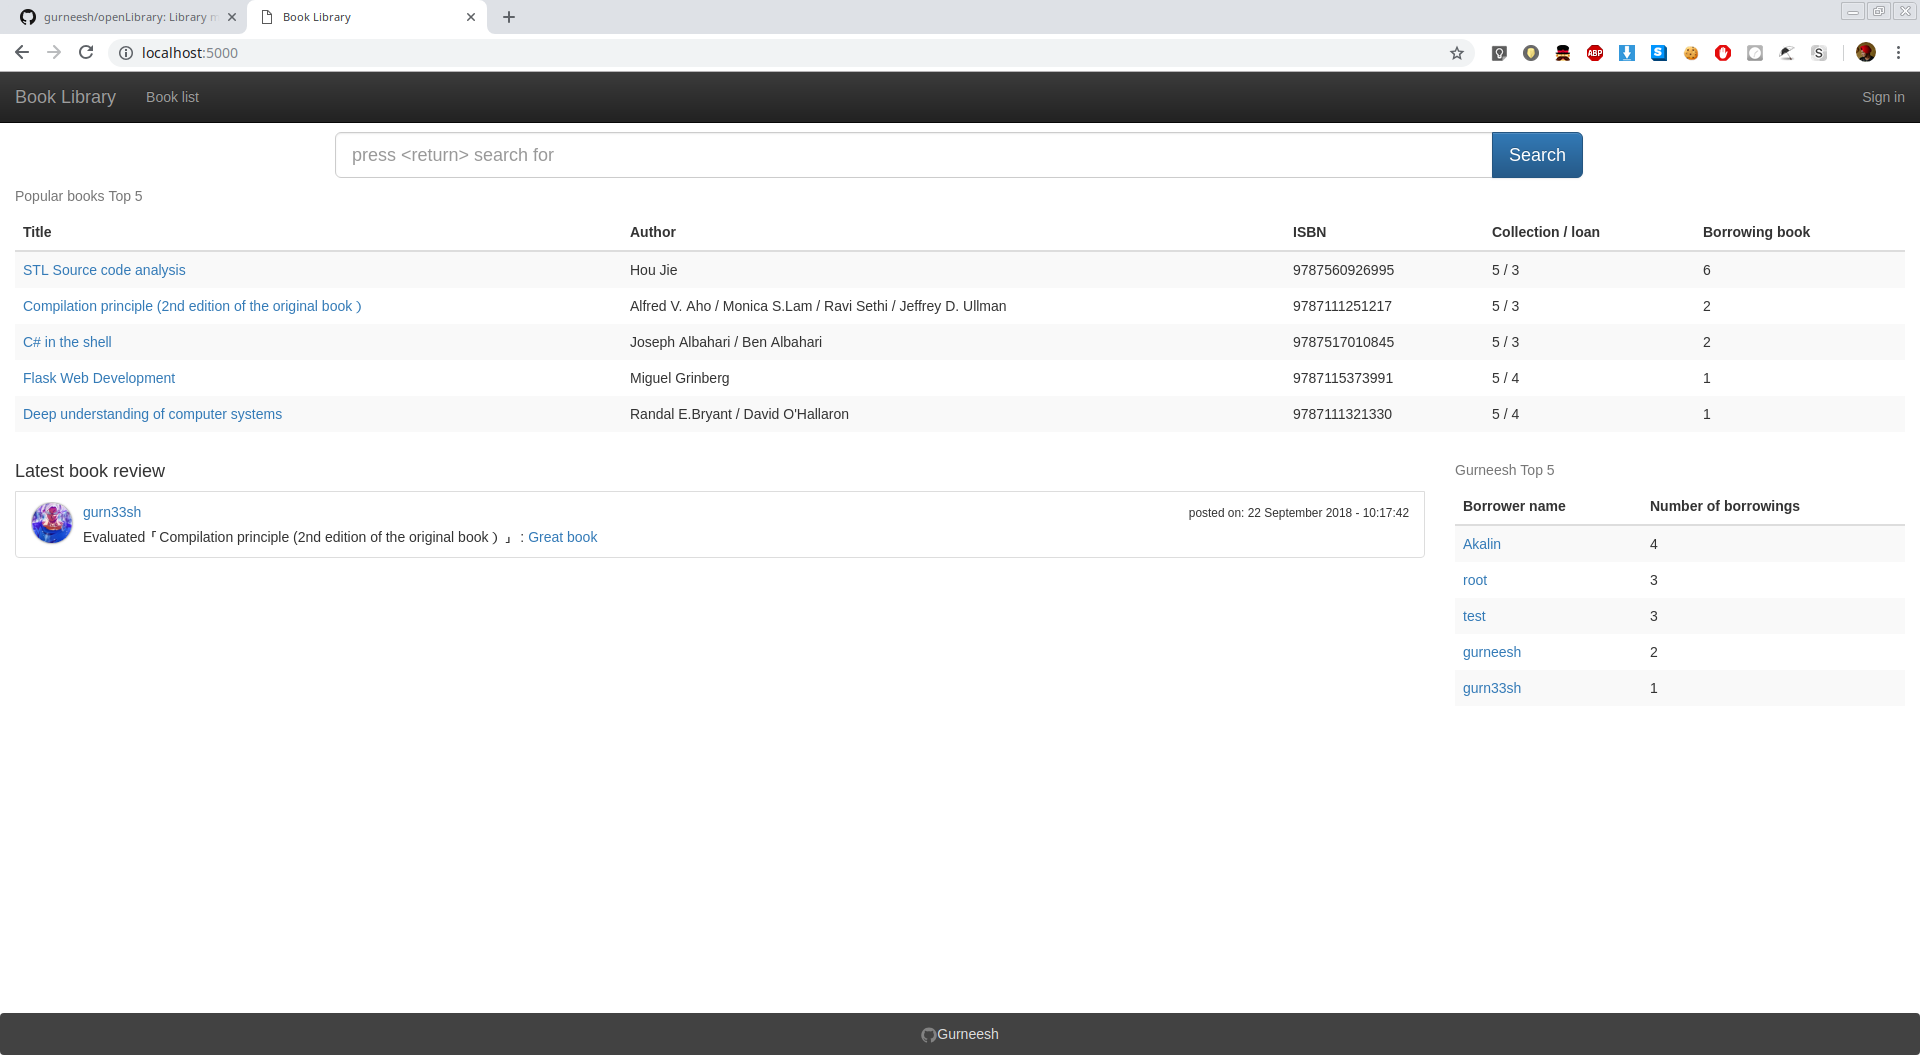 gurneesh/openLibrary: Library m
Book Library
localhost:5000
ABP
S
S
Book Library Book list Sign in
press <return> search for Search
Popular books Top 5
Title Author ISBN Collection / loan Borrowing book
STL Source code analysis Hou Jie 9787560926995 5 / 3 6
Compilation principle (2nd edition of the original book） Alfred V. Aho / Monica S.Lam / Ravi Sethi / Jeffrey D. Ullman 9787111251217 5 / 3 2
C# in the shell Joseph Albahari / Ben Albahari 9787517010845 5 / 3 2
Flask Web Development Miguel Grinberg 9787115373991 5 / 4 1
Deep understanding of computer systems Randal E.Bryant / David O'Hallaron 9787111321330 5 / 4 1
Latest book review
gurn33sh posted on: 22 September 2018 - 10:17:42
Evaluated「Compilation principle (2nd edition of the original book）」 : Great book
Gurneesh Top 5
Borrower name Number of borrowings
Akalin 4
root 3
test 3
gurneesh 2
gurn33sh 1
Gurneesh